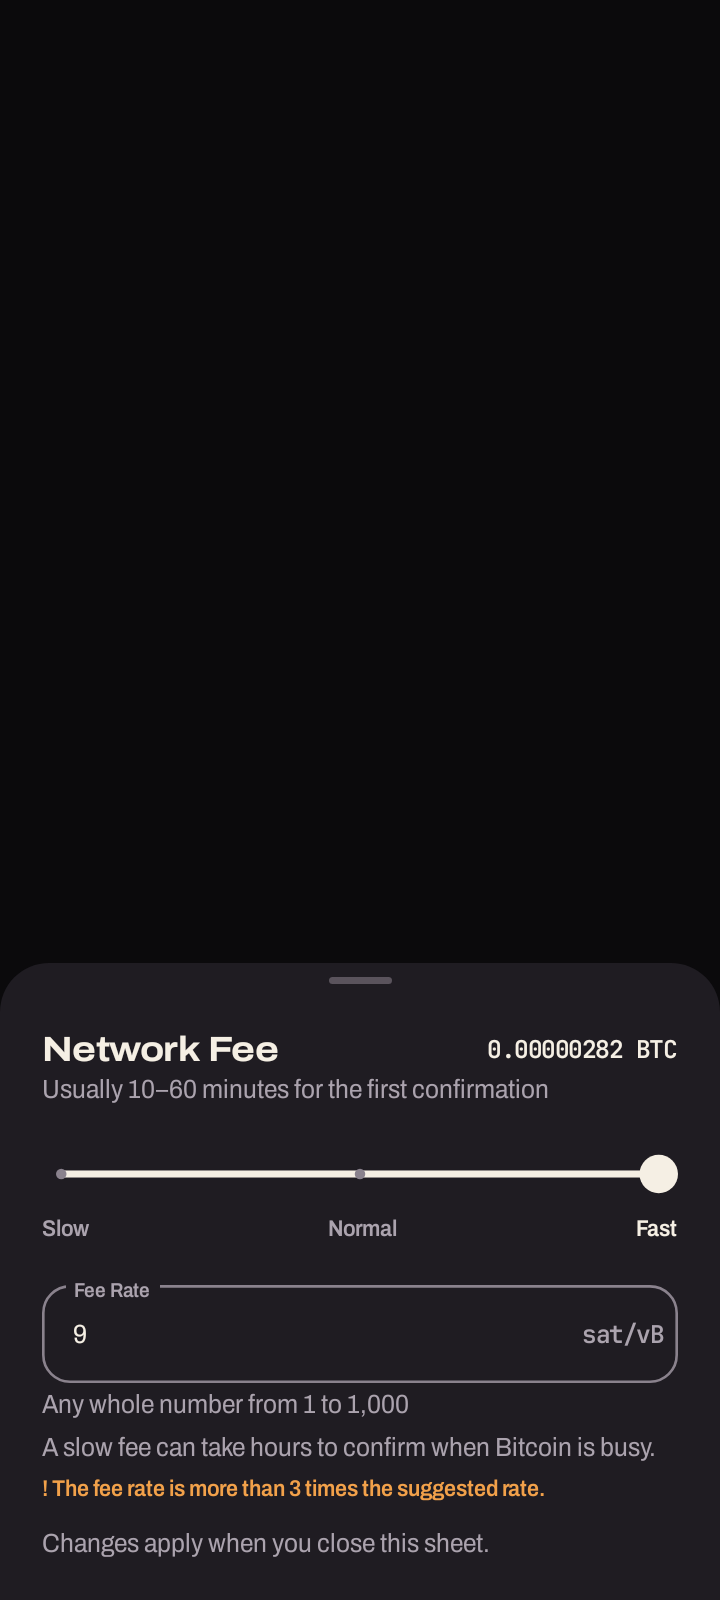 Network Fee
0.00000282 BTC
Usually 10–60 minutes for the first confirmation
Slow
Normal
Fast
Fee Rate
9
sat/vB
Any whole number from 1 to 1,000
A slow fee can take hours to confirm when Bitcoin is busy.
! The fee rate is more than 3 times the suggested rate.
Changes apply when you close this sheet.